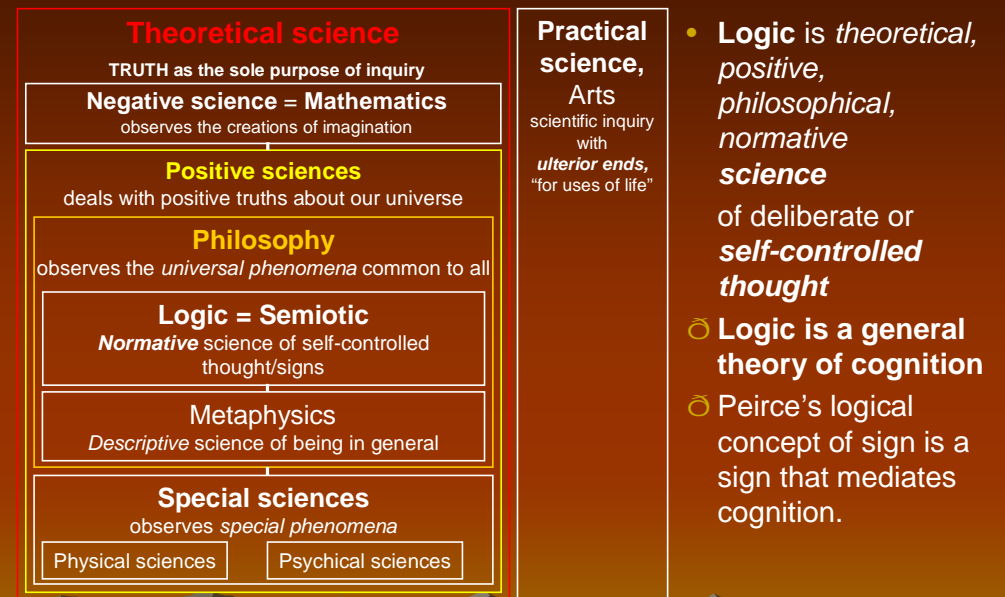 Theoretical science
TRUTH as the sole purpose of inquiry
Negative science = Mathematics
observes the creations of imagination
Positive sciences
deals with positive truths about our universe
Philosophy
observes the universal phenomena common to all
Logic = Semiotic
Normative science of self-controlled
thought/signs
Metaphysics
Descriptive science of being in general
Special sciences
observes special phenomena
Physical sciences
Psychical sciences
Practical
science,
Arts
scientific inquiry
with
ulterior ends,
“for uses of life”
• Logic is theoretical,
positive,
philosophical,
normative
science
of deliberate or
self-controlled
thought
Ö Logic is a general
theory of cognition
Ö Peirce’s logical
concept of sign is a
sign that mediates
cognition.